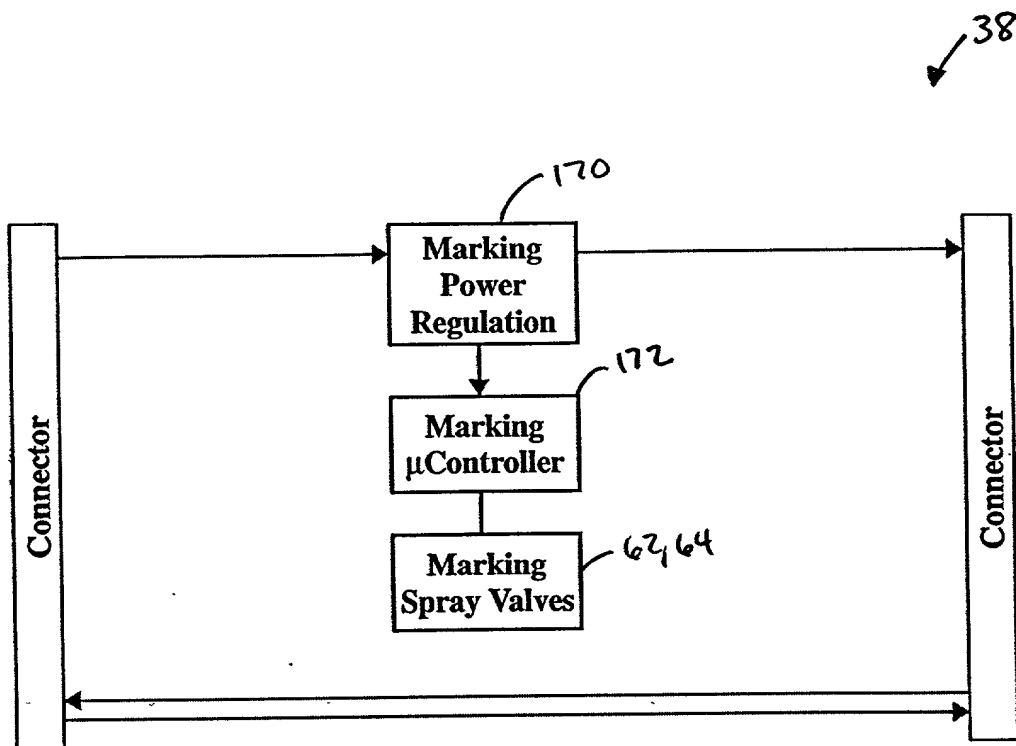 38
170
Marking
Power
Regulation
172
Marking
μController
62, 64
Marking
Spray Valves
Connector
Connector